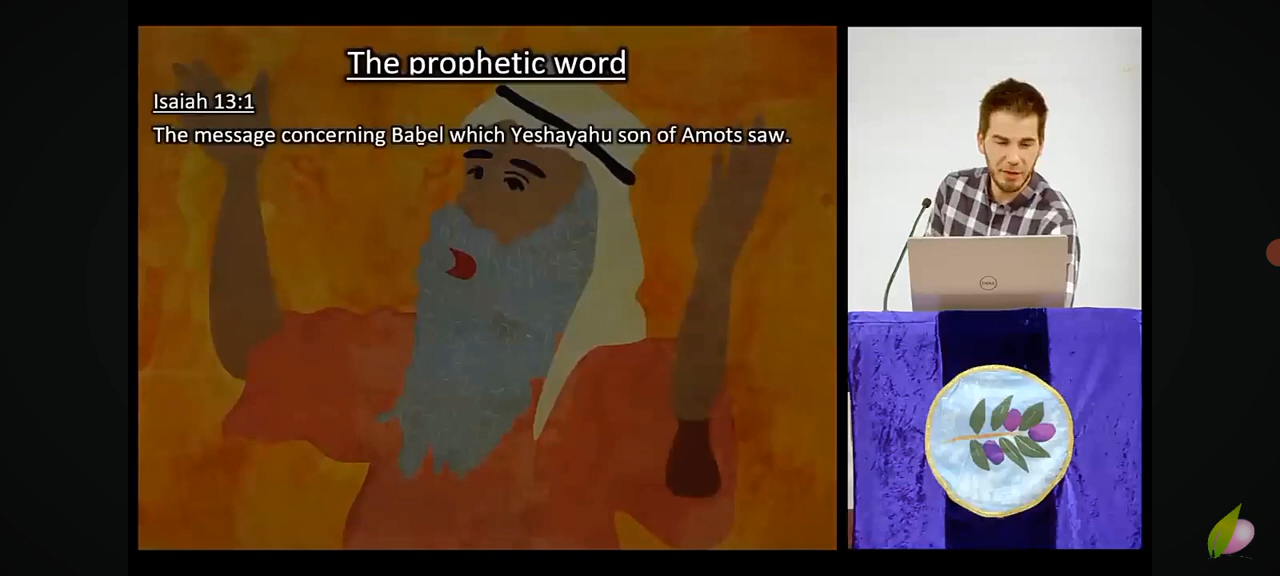 The prophetic word
Isaiah 13:1
The message concerning Baḇel which Yeshayahu son of Amots saw.
DELL